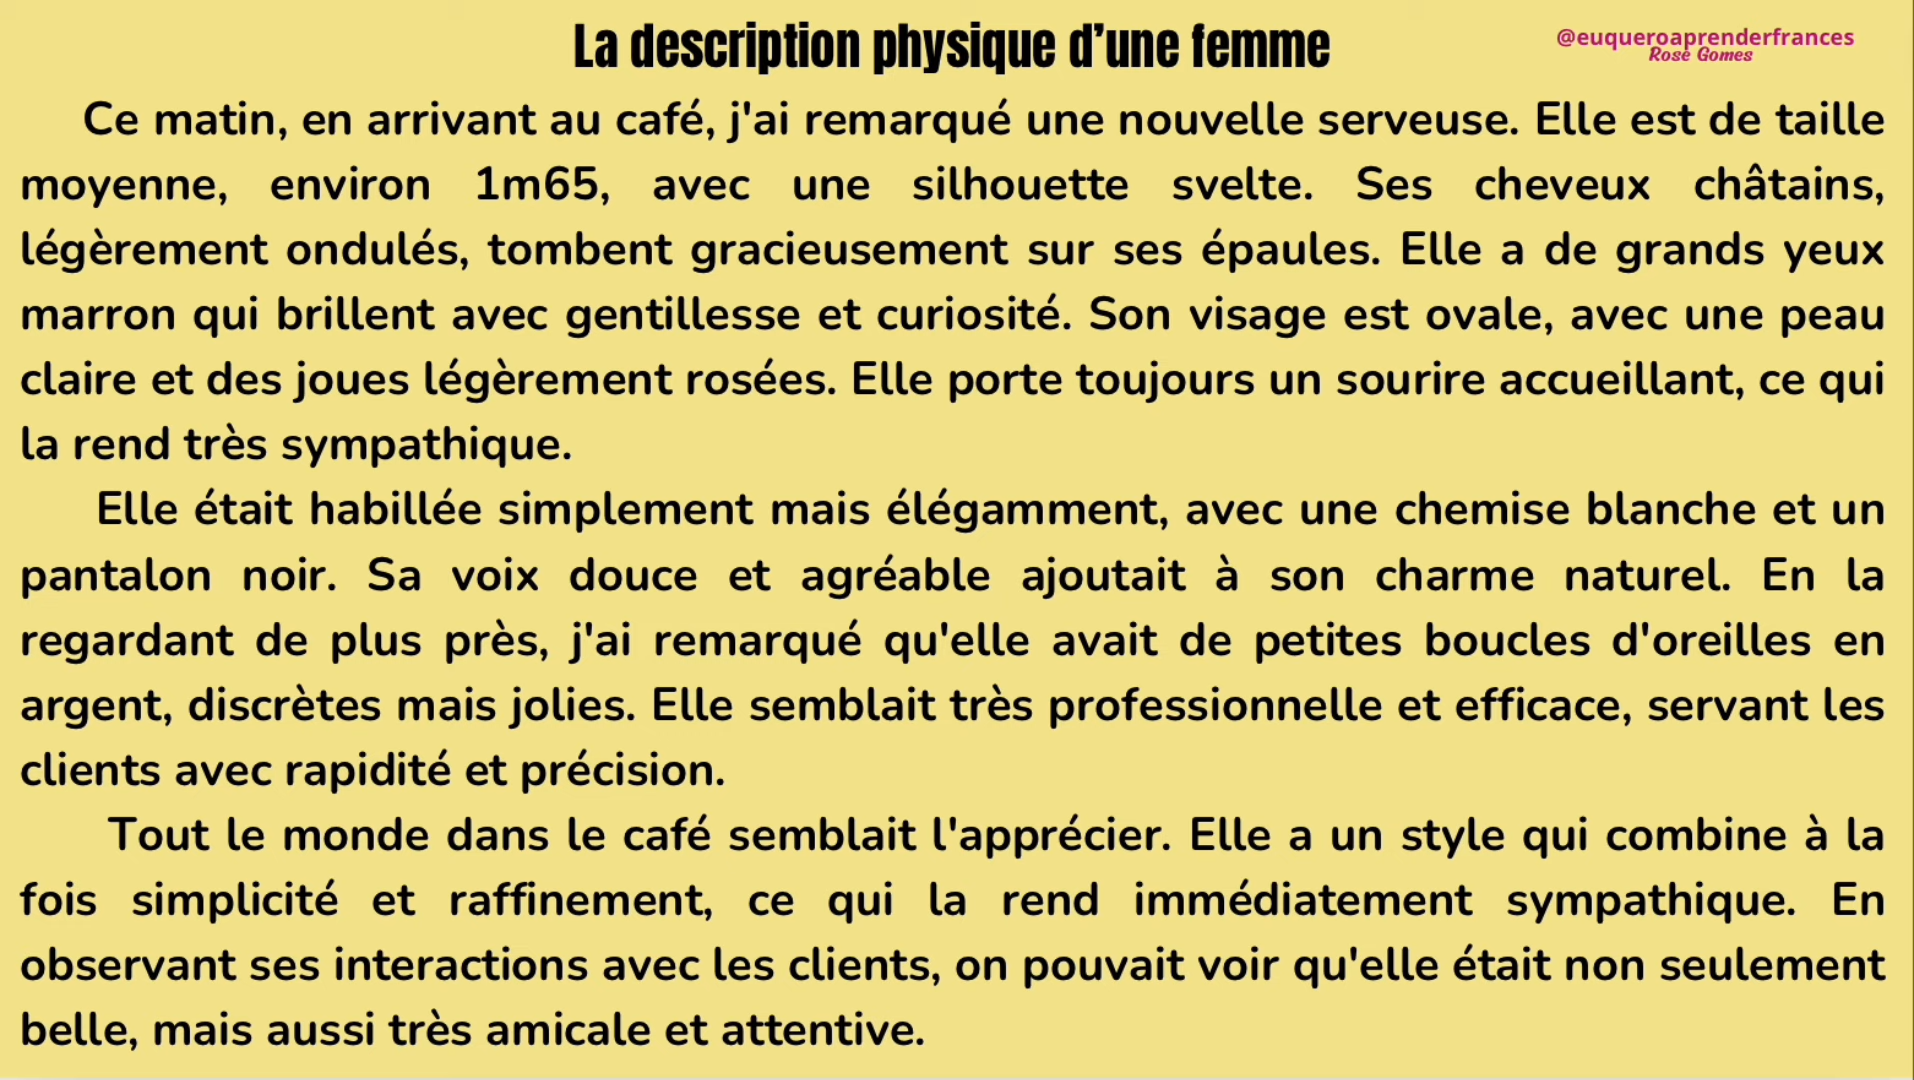 La description physique d’une femme
@euqueroaprenderfrances
Rose Gomes
Ce matin, en arrivant au café, j'ai remarqué une nouvelle serveuse. Elle est de taille
moyenne, environ 1m65, avec une silhouette svelte. Ses cheveux châtains,
légèrement ondulés, tombent gracieusement sur ses épaules. Elle a de grands yeux
marron qui brillent avec gentillesse et curiosité. Son visage est ovale, avec une peau
claire et des joues légèrement rosées. Elle porte toujours un sourire accueillant, ce qui
la rend très sympathique.
Elle était habillée simplement mais élégamment, avec une chemise blanche et un
pantalon noir. Sa voix douce et agréable ajoutait à son charme naturel. En la
regardant de plus près, j'ai remarqué qu'elle avait de petites boucles d'oreilles en
argent, discrètes mais jolies. Elle semblait très professionnelle et efficace, servant les
clients avec rapidité et précision.
Tout le monde dans le café semblait l'apprécier. Elle a un style qui combine à la
fois simplicité et raffinement, ce qui la rend immédiatement sympathique. En
observant ses interactions avec les clients, on pouvait voir qu'elle était non seulement
belle, mais aussi très amicale et attentive.